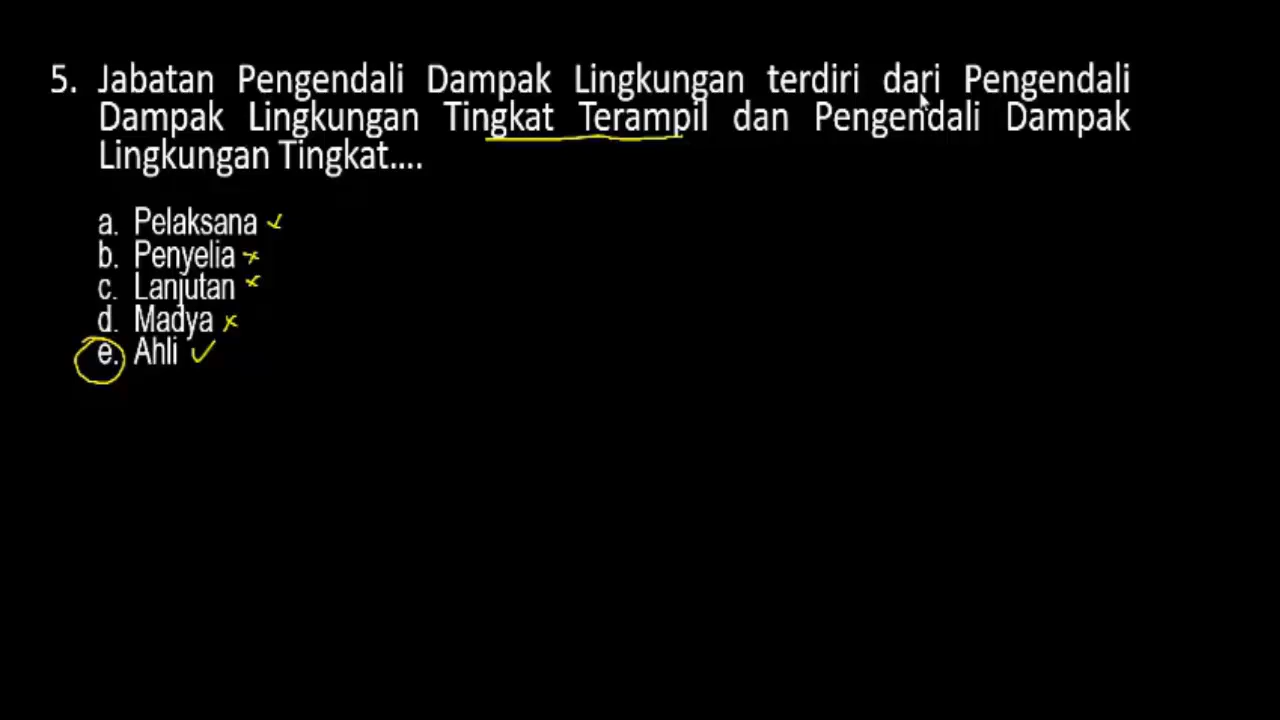 5. Jabatan Pengendali Dampak Lingkungan terdiri dari Pengendali
Dampak Lingkungan Tingkat Terampil dan Pengendali Dampak
Lingkungan Tingkat....
a. Pelaksana
b. Penyelia
c. Lanjutan
d. Madya
e. Ahli